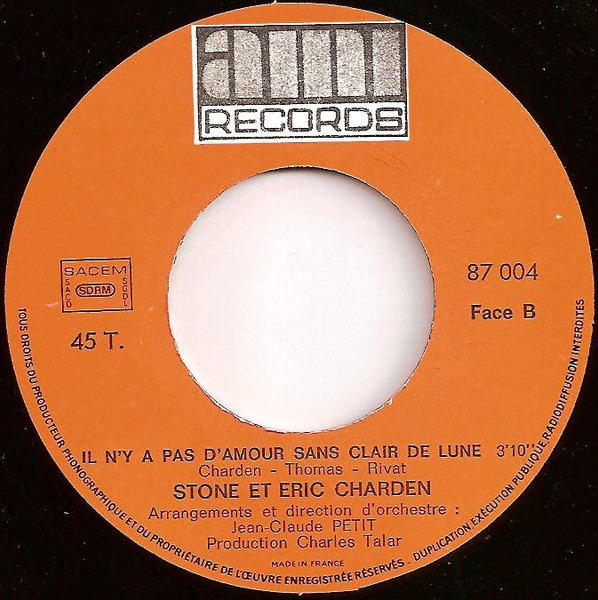 ami
RECORDS
SACEM
SACD
SDRM
SGDL
45 T.
87 004
Face B
IL N'Y A PAS D'AMOUR SANS CLAIR DE LUNE 3'10"
Charden - Thomas - Rivat
STONE ET ERIC CHARDEN
Arrangements et direction d'orchestre :
Jean-Claude PETIT
Production Charles Talar
MADE IN FRANCE
TOUS DROITS DU PRODUCTEUR PHONOGRAPHIQUE ET DU PROPRIÉTAIRE DE L'ŒUVRE ENREGISTRÉE RÉSERVÉS - DUPLICATION, EXÉCUTION PUBLIQUE RADIODIFFUSION INTERDITES